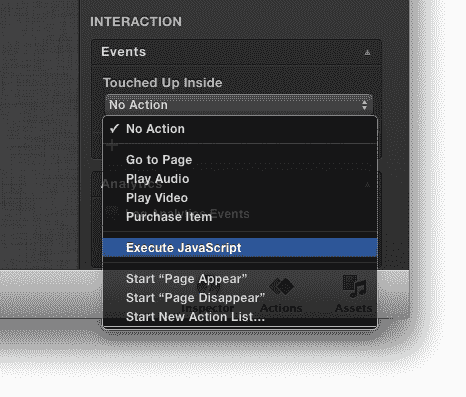 INTERACTION
Events
Touched Up Inside
No Action
✓ No Action
Go to Page
Play Audio
Analytics
Play Video
Purchase Item
Events
Execute JavaScript
Start “Page Appear”
Start “Page Disappear”
Inspector Actions Assets
Start New Action List...